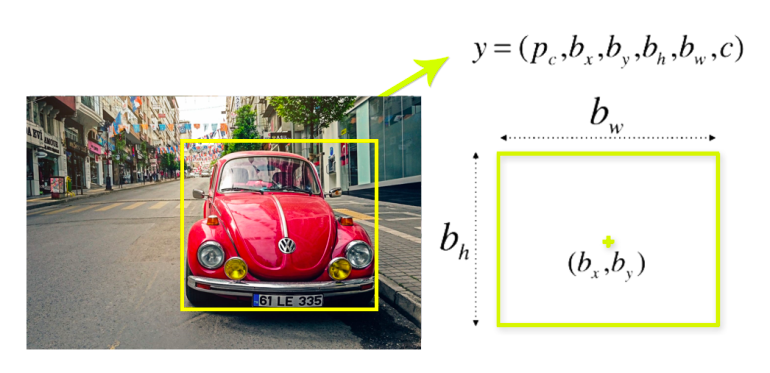 y = (p_c, b_x, b_y, b_h, b_w, c)
b_w
b_h
(b_x, b_y)
61 LE 335